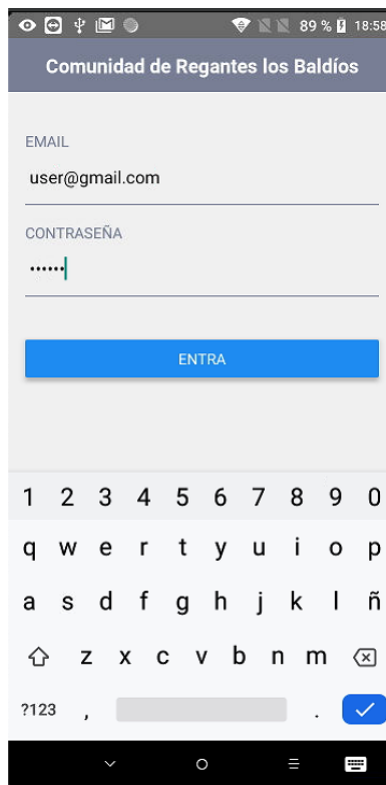 89 % 18:58
Comunidad de Regantes los Baldíos
EMAIL
user@gmail.com
CONTRASEÑA
••••••
ENTRA
1 2 3 4 5 6 7 8 9 0
q w e r t y u i o p
a s d f g h j k l ñ
z x c v b n m
?123 , .